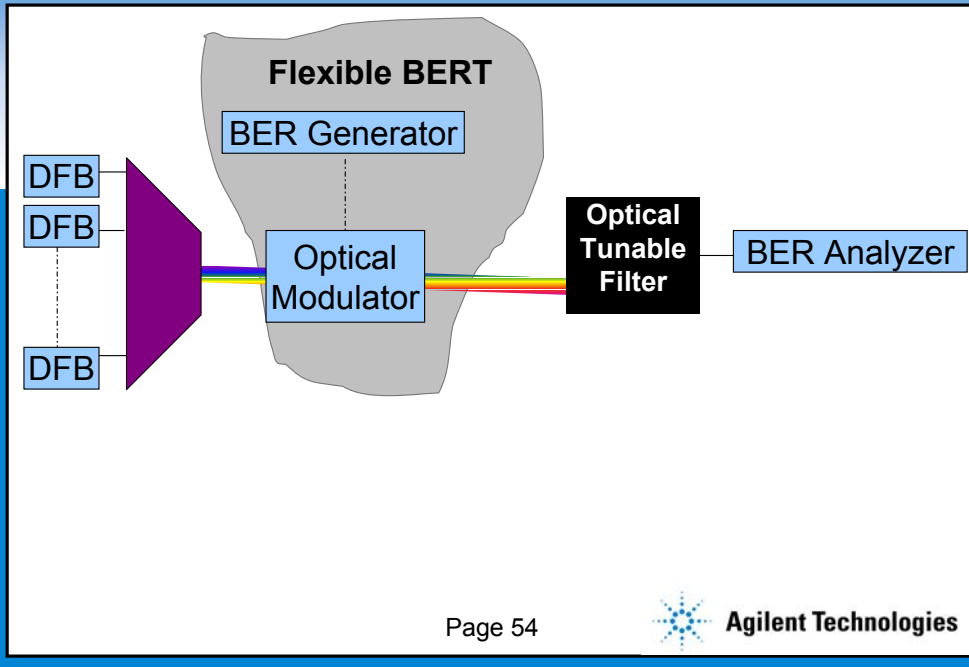 Flexible BERT
BER Generator
DFB
DFB
DFB
Optical
Modulator
Optical
Tunable
Filter
BER Analyzer
Page 54
Agilent Technologies